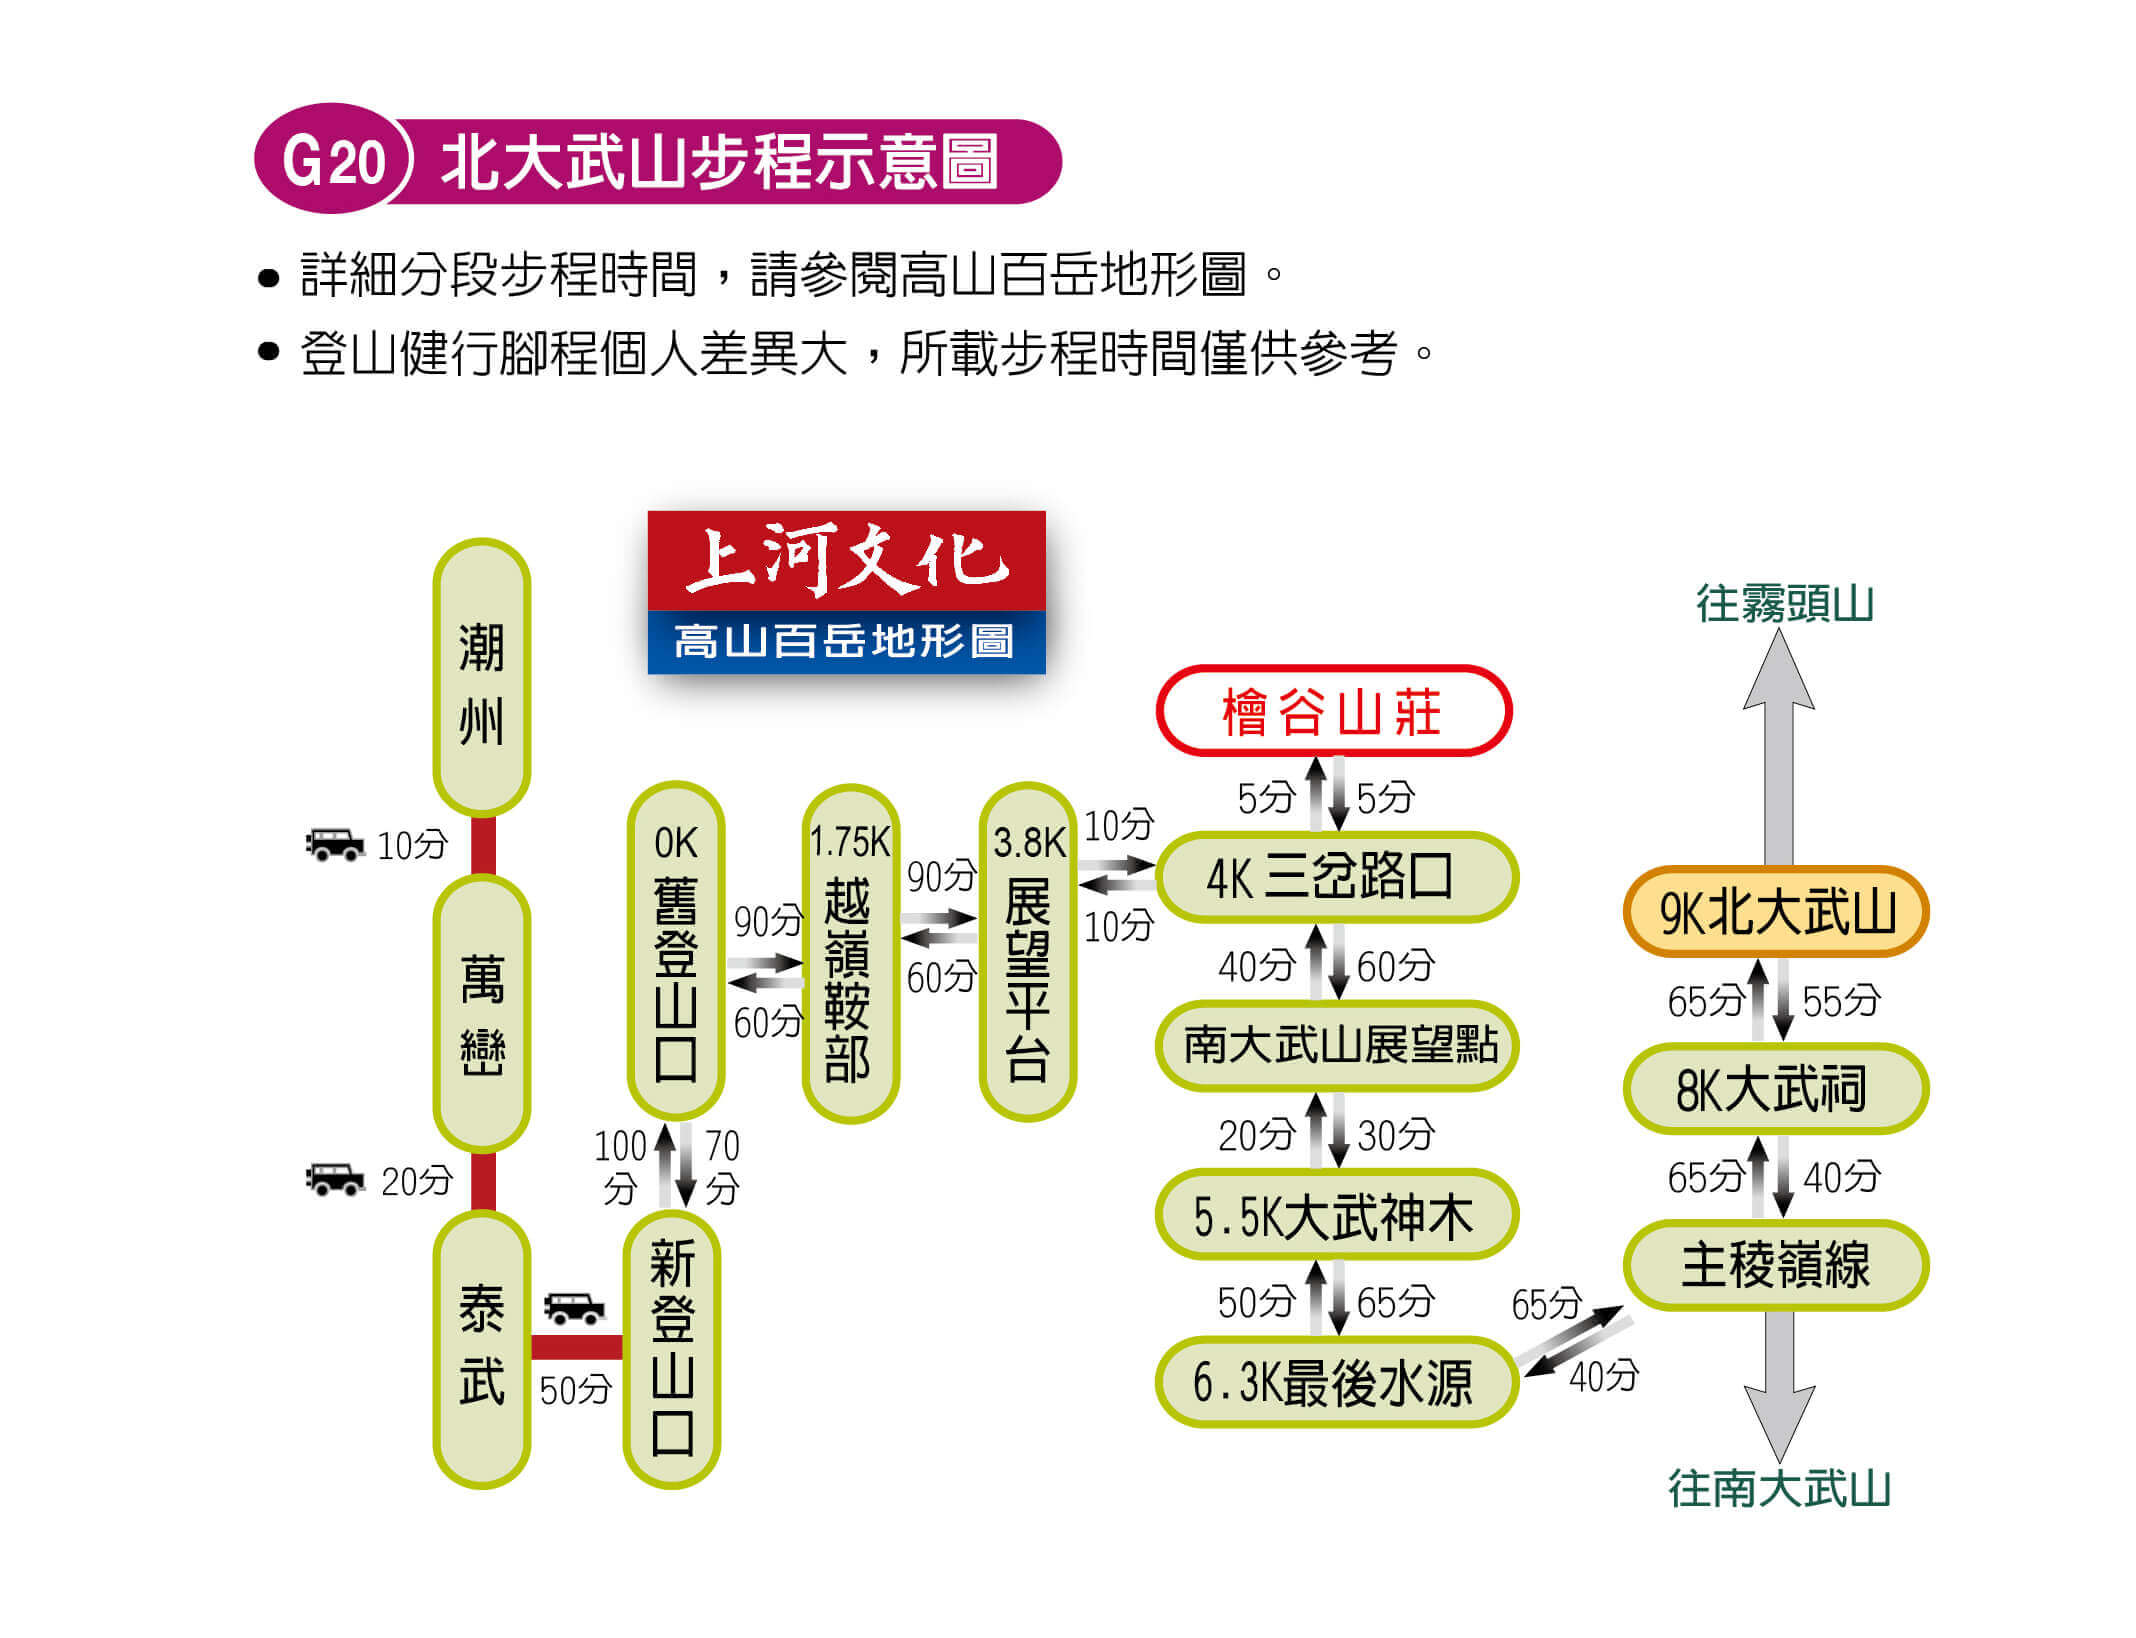 G20 北大武山步程示意圖
• 詳細分段步程時間，請參閱高山百岳地形圖。
• 登山健行腳程個人差異大，所載步程時間僅供參考。
上河文化
高山百岳地形圖
潮州
10分
萬巒
20分
泰武
50分
新登山口
100分
70分
0K舊登山口
90分
60分
1.75K越嶺鞍部
90分
60分
3.8K展望平台
10分
10分
檜谷山莊
5分
5分
4K三岔路口
40分
60分
南大武山展望點
20分
30分
5.5K大武神木
50分
65分
6.3K最後水源
65分
40分
往霧頭山
9K北大武山
65分
55分
8K大武祠
65分
40分
主稜嶺線
往南大武山